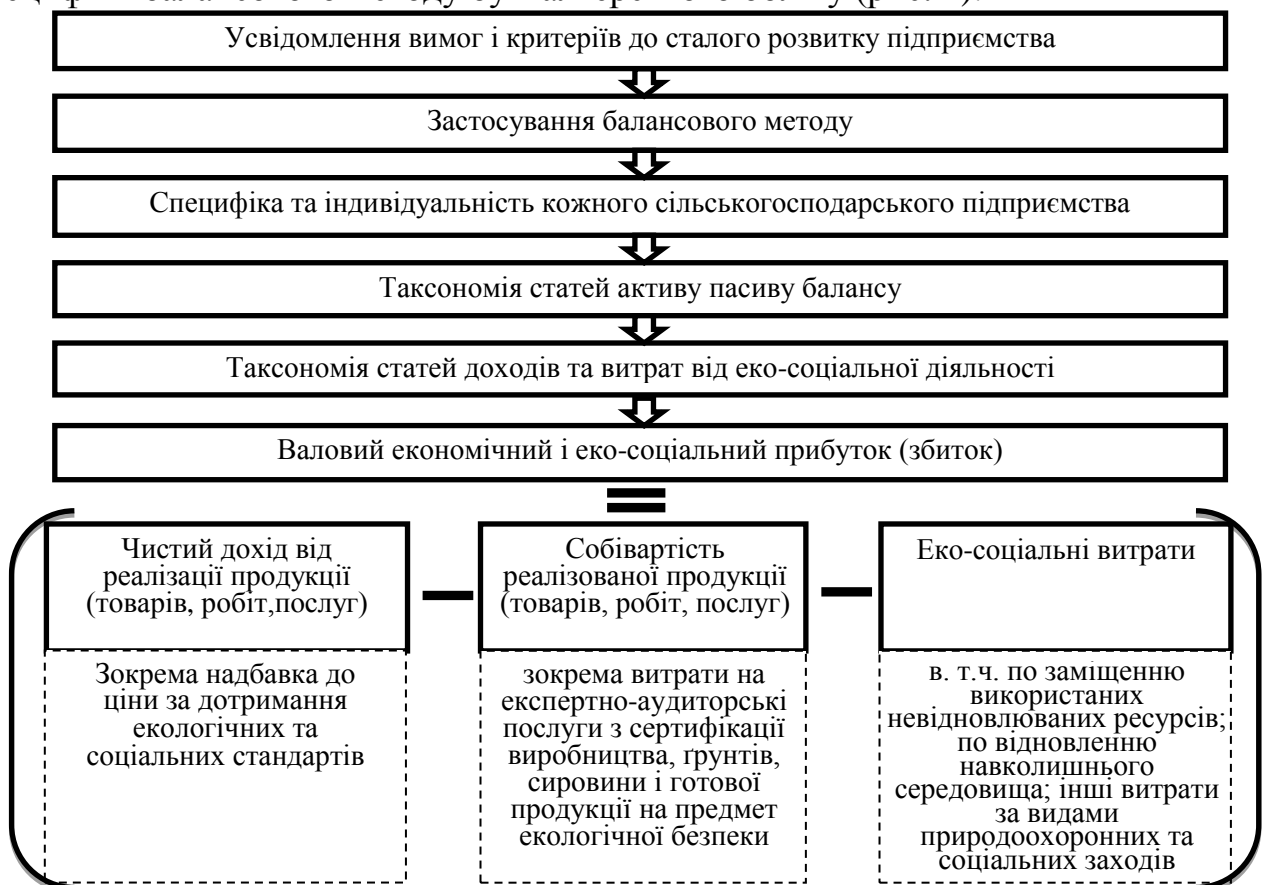 Усвідомлення вимог і критеріїв до сталого розвитку підприємства
Застосування балансового методу
Специфіка та індивідуальність кожного сільськогосподарського підприємства
Таксономія статей активу пасиву балансу
Таксономія статей доходів та витрат від еко-соціальної діяльності
Валовий економічний і еко-соціальний прибуток (збиток)
=
Чистий дохід від
реалізації продукції
(товарів, робіт,послуг)
Зокрема надбавка до
ціни за дотримання
екологічних та
соціальних стандартів
—
Собівартість
реалізованої продукції
(товарів, робіт, послуг)
зокрема витрати на
експертно-аудиторські
послуги з сертифікації
виробництва, ґрунтів,
сировини і готової
продукції на предмет
екологічної безпеки
—
Еко-соціальні витрати
в. т.ч. по заміщенню
використаних
невідновлюваних ресурсів;
по відновленню
навколишнього
середовища; інші витрати
за видами
природоохоронних та
соціальних заходів